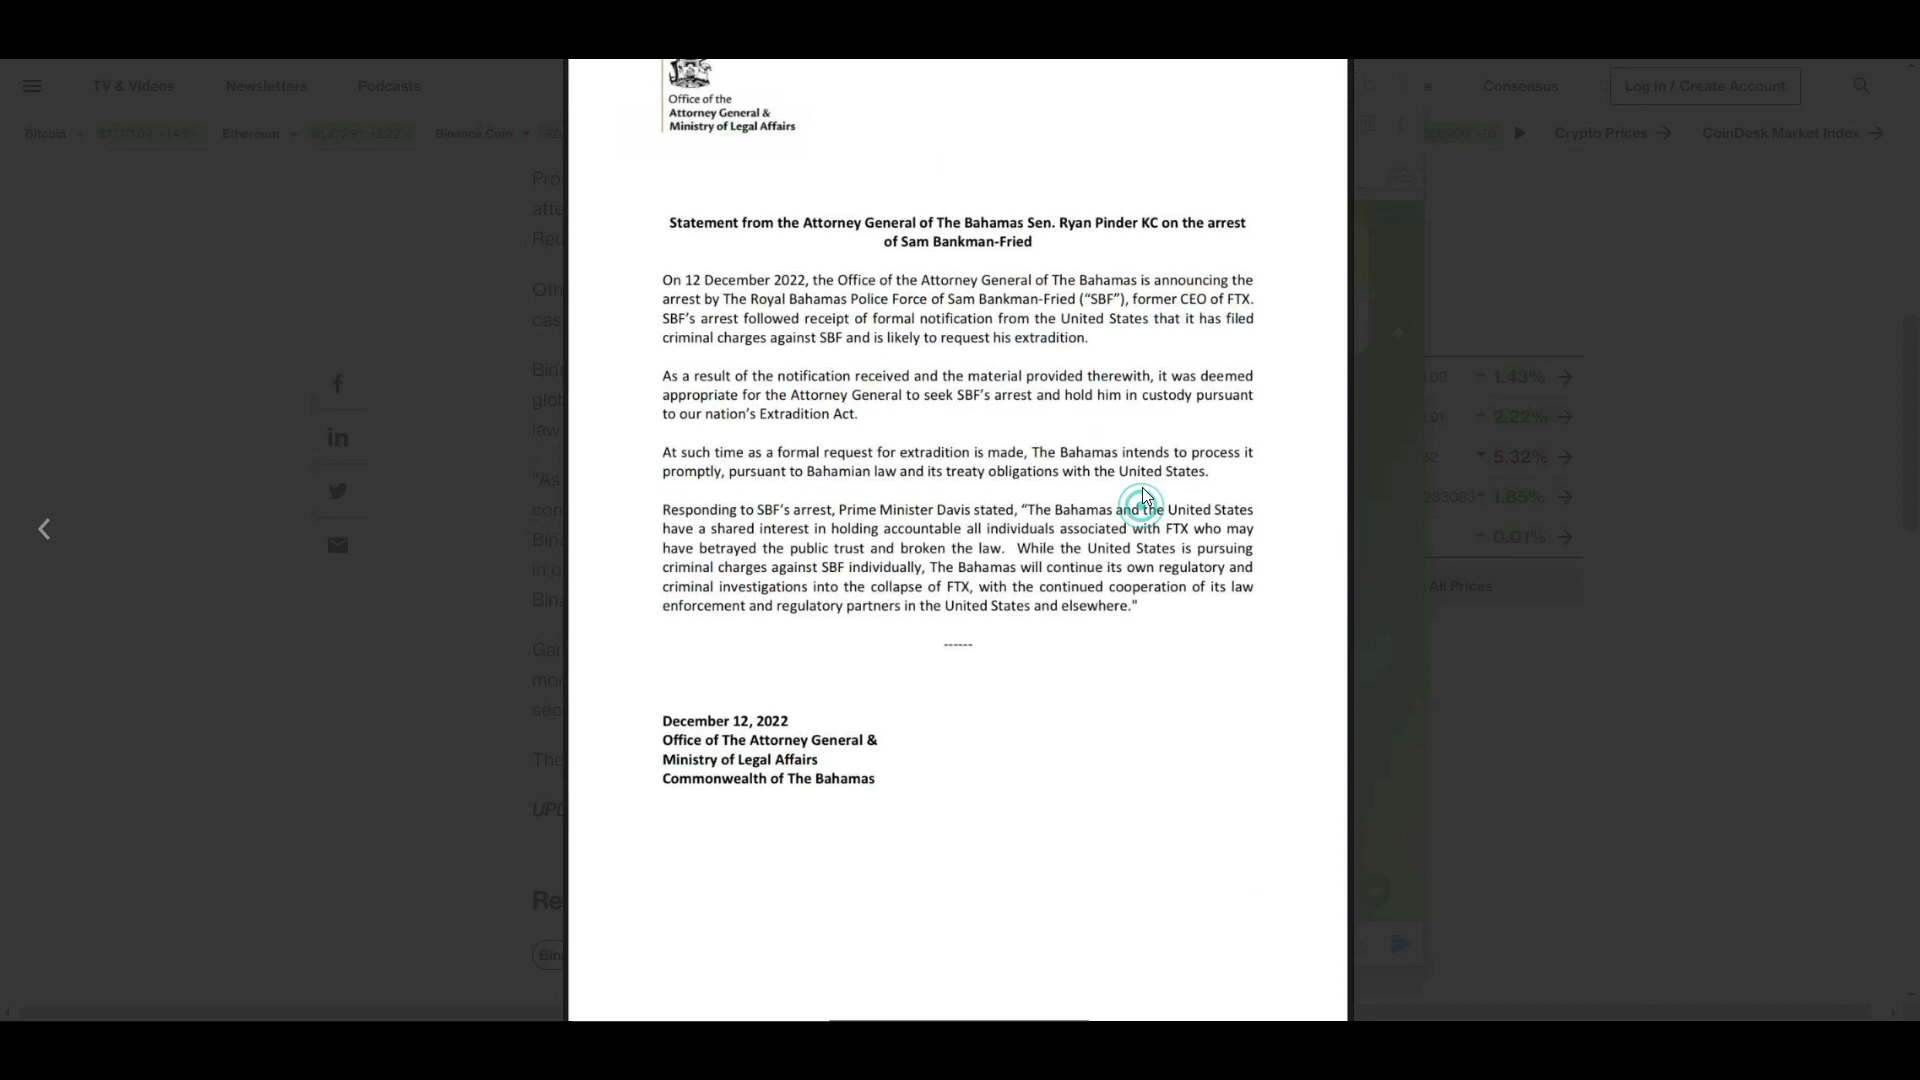 TV & Videos
Newsletters
Podcasts
Consensus
Log In / Create Account
Bitcoin
Ethereum
Binance Coin
Crypto Prices
CoinDesk Market Index
Office of the
Attorney General &
Ministry of Legal Affairs
Statement from the Attorney General of The Bahamas Sen. Ryan Pinder KC on the arrest
of Sam Bankman-Fried
On 12 December 2022, the Office of the Attorney General of The Bahamas is announcing the
arrest by The Royal Bahamas Police Force of Sam Bankman-Fried (“SBF”), former CEO of FTX.
SBF’s arrest followed receipt of formal notification from the United States that it has filed
criminal charges against SBF and is likely to request his extradition.
As a result of the notification received and the material provided therewith, it was deemed
appropriate for the Attorney General to seek SBF’s arrest and hold him in custody pursuant
to our nation’s Extradition Act.
At such time as a formal request for extradition is made, The Bahamas intends to process it
promptly, pursuant to Bahamian law and its treaty obligations with the United States.
Responding to SBF’s arrest, Prime Minister Davis stated, “The Bahamas and the United States
have a shared interest in holding accountable all individuals associated with FTX who may
have betrayed the public trust and broken the law.  While the United States is pursuing
criminal charges against SBF individually, The Bahamas will continue its own regulatory and
criminal investigations into the collapse of FTX, with the continued cooperation of its law
enforcement and regulatory partners in the United States and elsewhere."
------
December 12, 2022
Office of The Attorney General &
Ministry of Legal Affairs
Commonwealth of The Bahamas
1.43%
2.22%
5.32%
1.85%
0.01%
All Prices